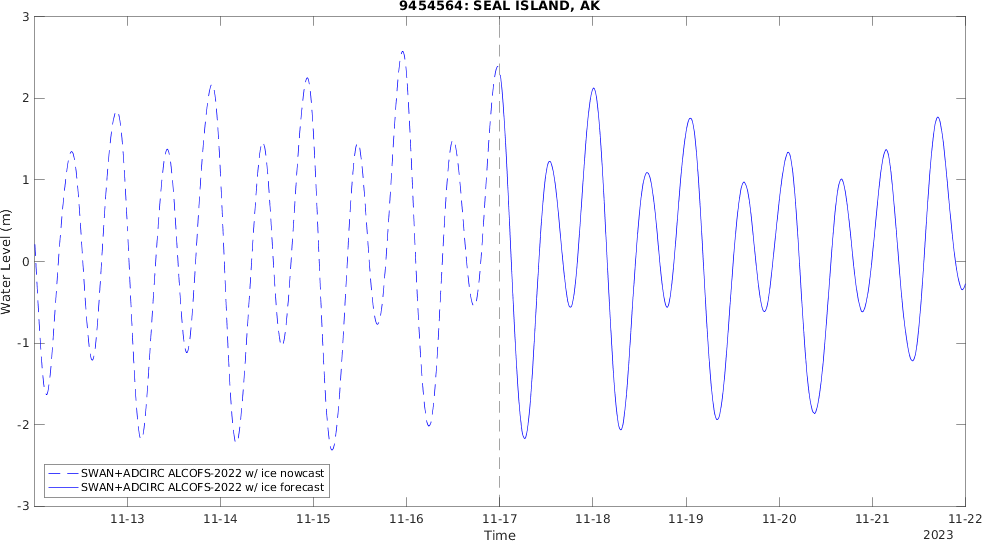 9454564: SEAL ISLAND, AK
3
2
1
0
-1
-2
-3
Water Level (m)
SWAN+ADCIRC ALCOFS-2022 w/ ice nowcast
SWAN+ADCIRC ALCOFS-2022 w/ ice forecast
11-13 11-14 11-15 11-16 11-17 11-18 11-19 11-20 11-21 11-22
Time
2023